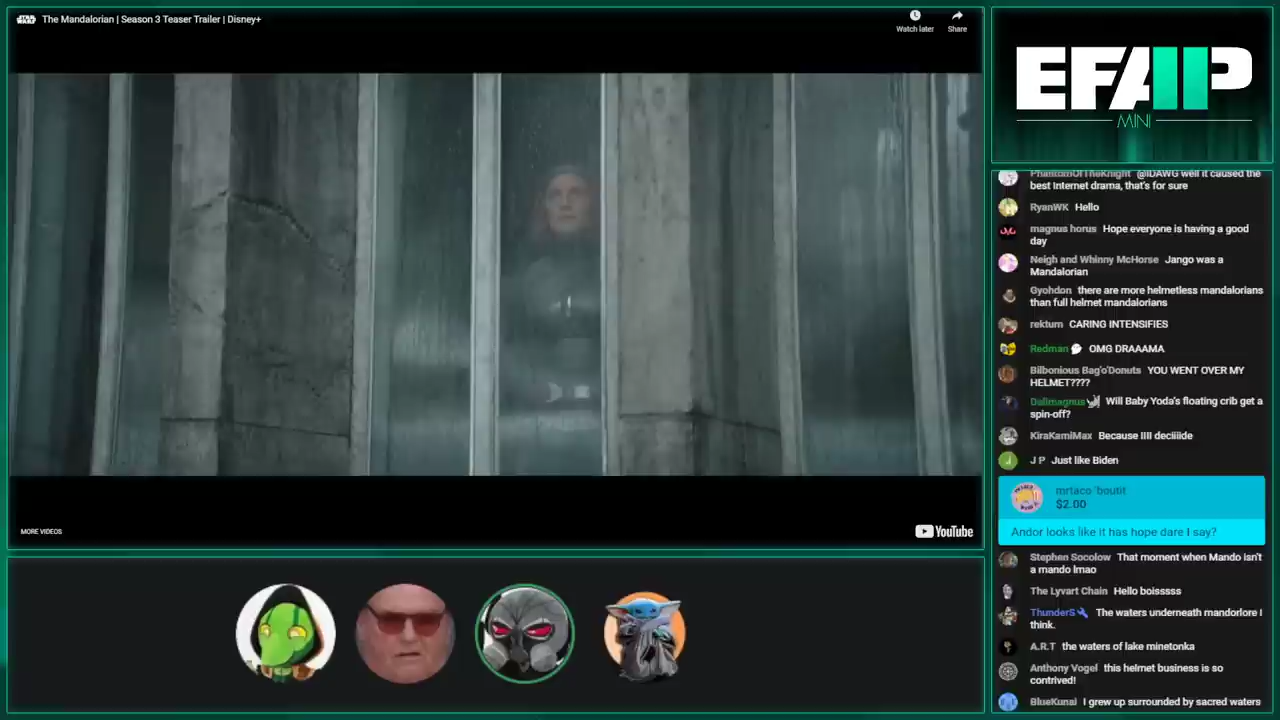 STAR WARS
The Mandalorian | Season 3 Teaser Trailer | Disney+
Watch later
Share
MORE VIDEOS
YouTube
EFAP
MINI
PhantomOfTheKnight @IDAWG well it caused the
best Internet drama, that's for sure
RyanWK Hello
magnus horus Hope everyone is having a good
day
Neigh and Whinny McHorse Jango was a
Mandalorian
Gyohdon there are more helmetless mandalorians
than full helmet mandalorians
rektum CARING INTENSIFIES
Redman OMG DRAAAMA
Bilbonious Bag'o'Donuts YOU WENT OVER MY
HELMET????
Dallmagnus Will Baby Yoda's floating crib get a
spin-off?
KiraKamiMax Because IIII deciiiide
J P Just like Biden
mrtaco 'boutit
$2.00
Andor looks like it has hope dare I say?
Stephen Socolow That moment when Mando isn't
a mando lmao
The Lyvart Chain Hello boisssss
ThunderS The waters underneath mandorlore I
think.
A.R.T the waters of lake minetonka
Anthony Vogel this helmet business is so
contrived!
BlueKunai I grew up surrounded by sacred waters